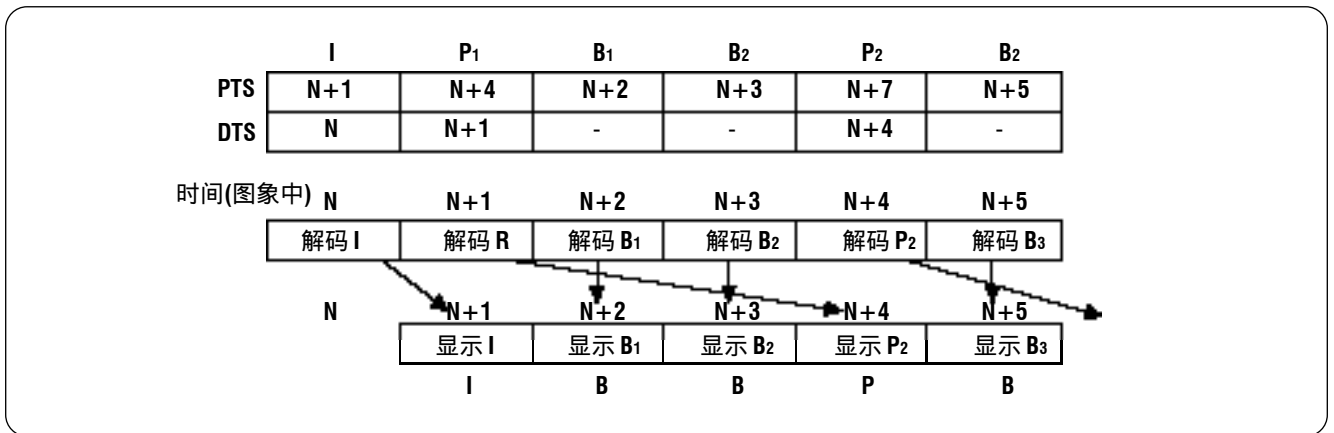 I P1 B1 B2 P2 B2
PTS N+1 N+4 N+2 N+3 N+7 N+5
DTS N N+1 - - N+4 -
时间(图象中) N N+1 N+2 N+3 N+4 N+5
解码 I 解码 R 解码 B1 解码 B2 解码 P2 解码 B3
N N+1 N+2 N+3 N+4 N+5
显示 I 显示 B1 显示 B2 显示 P2 显示 B3
I B B P B